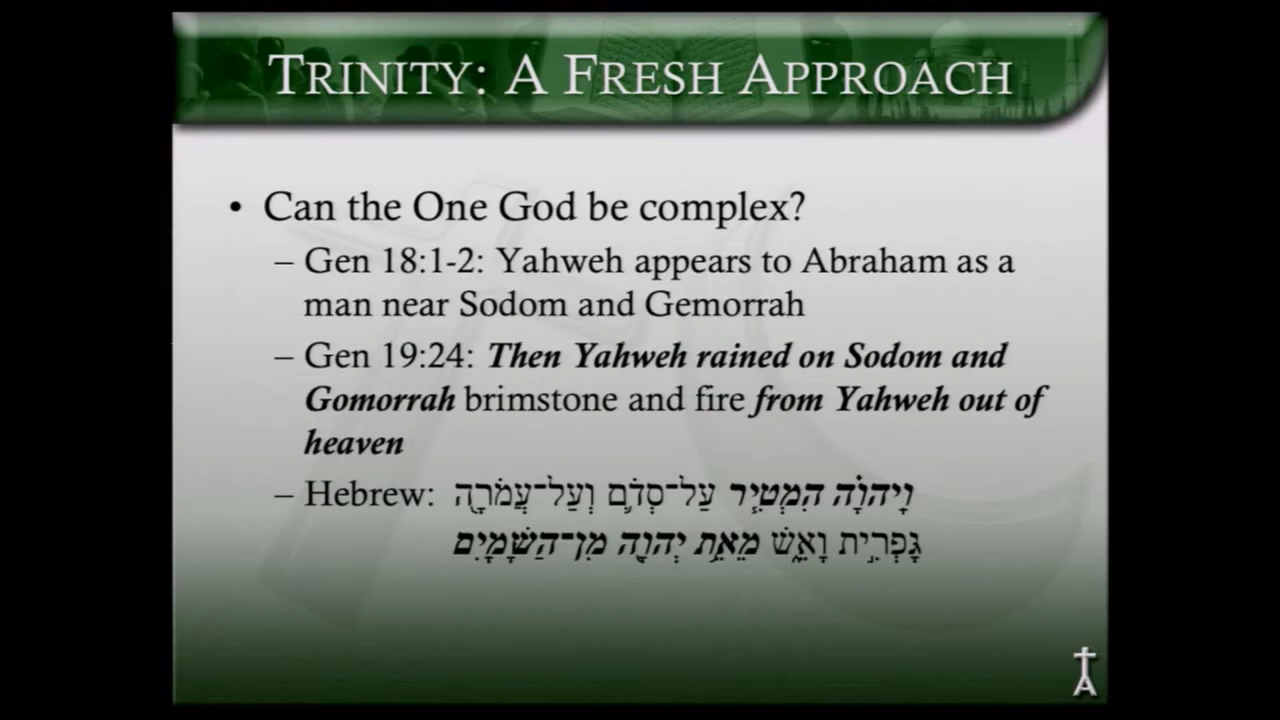 TRINITY: A FRESH APPROACH
• Can the One God be complex?
– Gen 18:1-2: Yahweh appears to Abraham as a
man near Sodom and Gemorrah
– Gen 19:24: Then Yahweh rained on Sodom and
Gomorrah brimstone and fire from Yahweh out of
heaven
– Hebrew: וַֽיהוָ֗ה הִמְטִ֧יר עַל־סְדֹ֛ם וְעַל־עֲמֹרָ֖ה
גָּפְרִ֣ית וָאֵ֑שׁ מֵאֵ֥ת יְהוָ֖ה מִן־הַשָּׁמָֽיִם